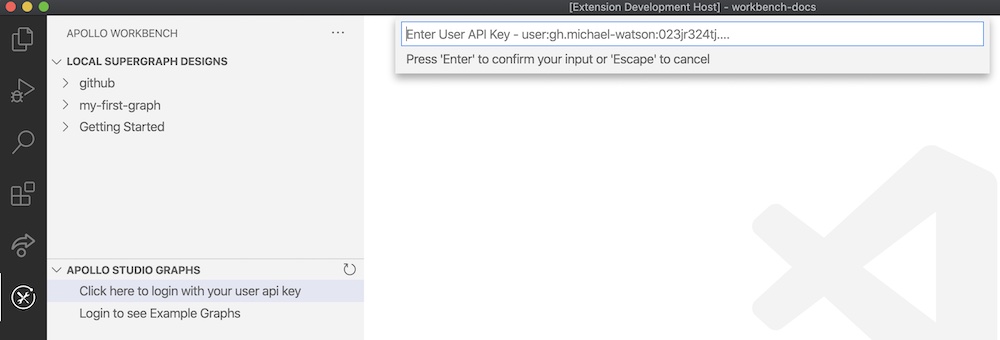 [Extension Development Host] - workbench-docs
APOLLO WORKBENCH
LOCAL SUPERGRAPH DESIGNS
github
my-first-graph
Getting Started
Enter User API Key - user:gh.michael-watson:023jr324tj....
Press 'Enter' to confirm your input or 'Escape' to cancel
APOLLO STUDIO GRAPHS
Click here to login with your user api key
Login to see Example Graphs